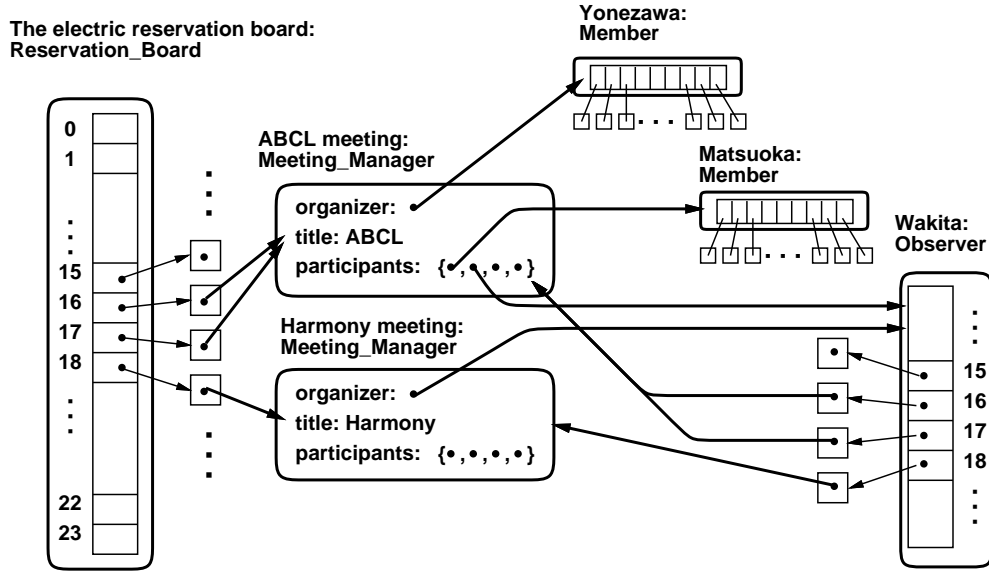 The electric reservation board:
Reservation_Board
0
1
15
16
17
18
22
23
ABCL meeting:
Meeting_Manager
organizer:
title: ABCL
participants: {•,•,•,•}
Harmony meeting:
Meeting_Manager
organizer:
title: Harmony
participants: {•,•,•,•}
Yonezawa:
Member
Matsuoka:
Member
Wakita:
Observer
15
16
17
18